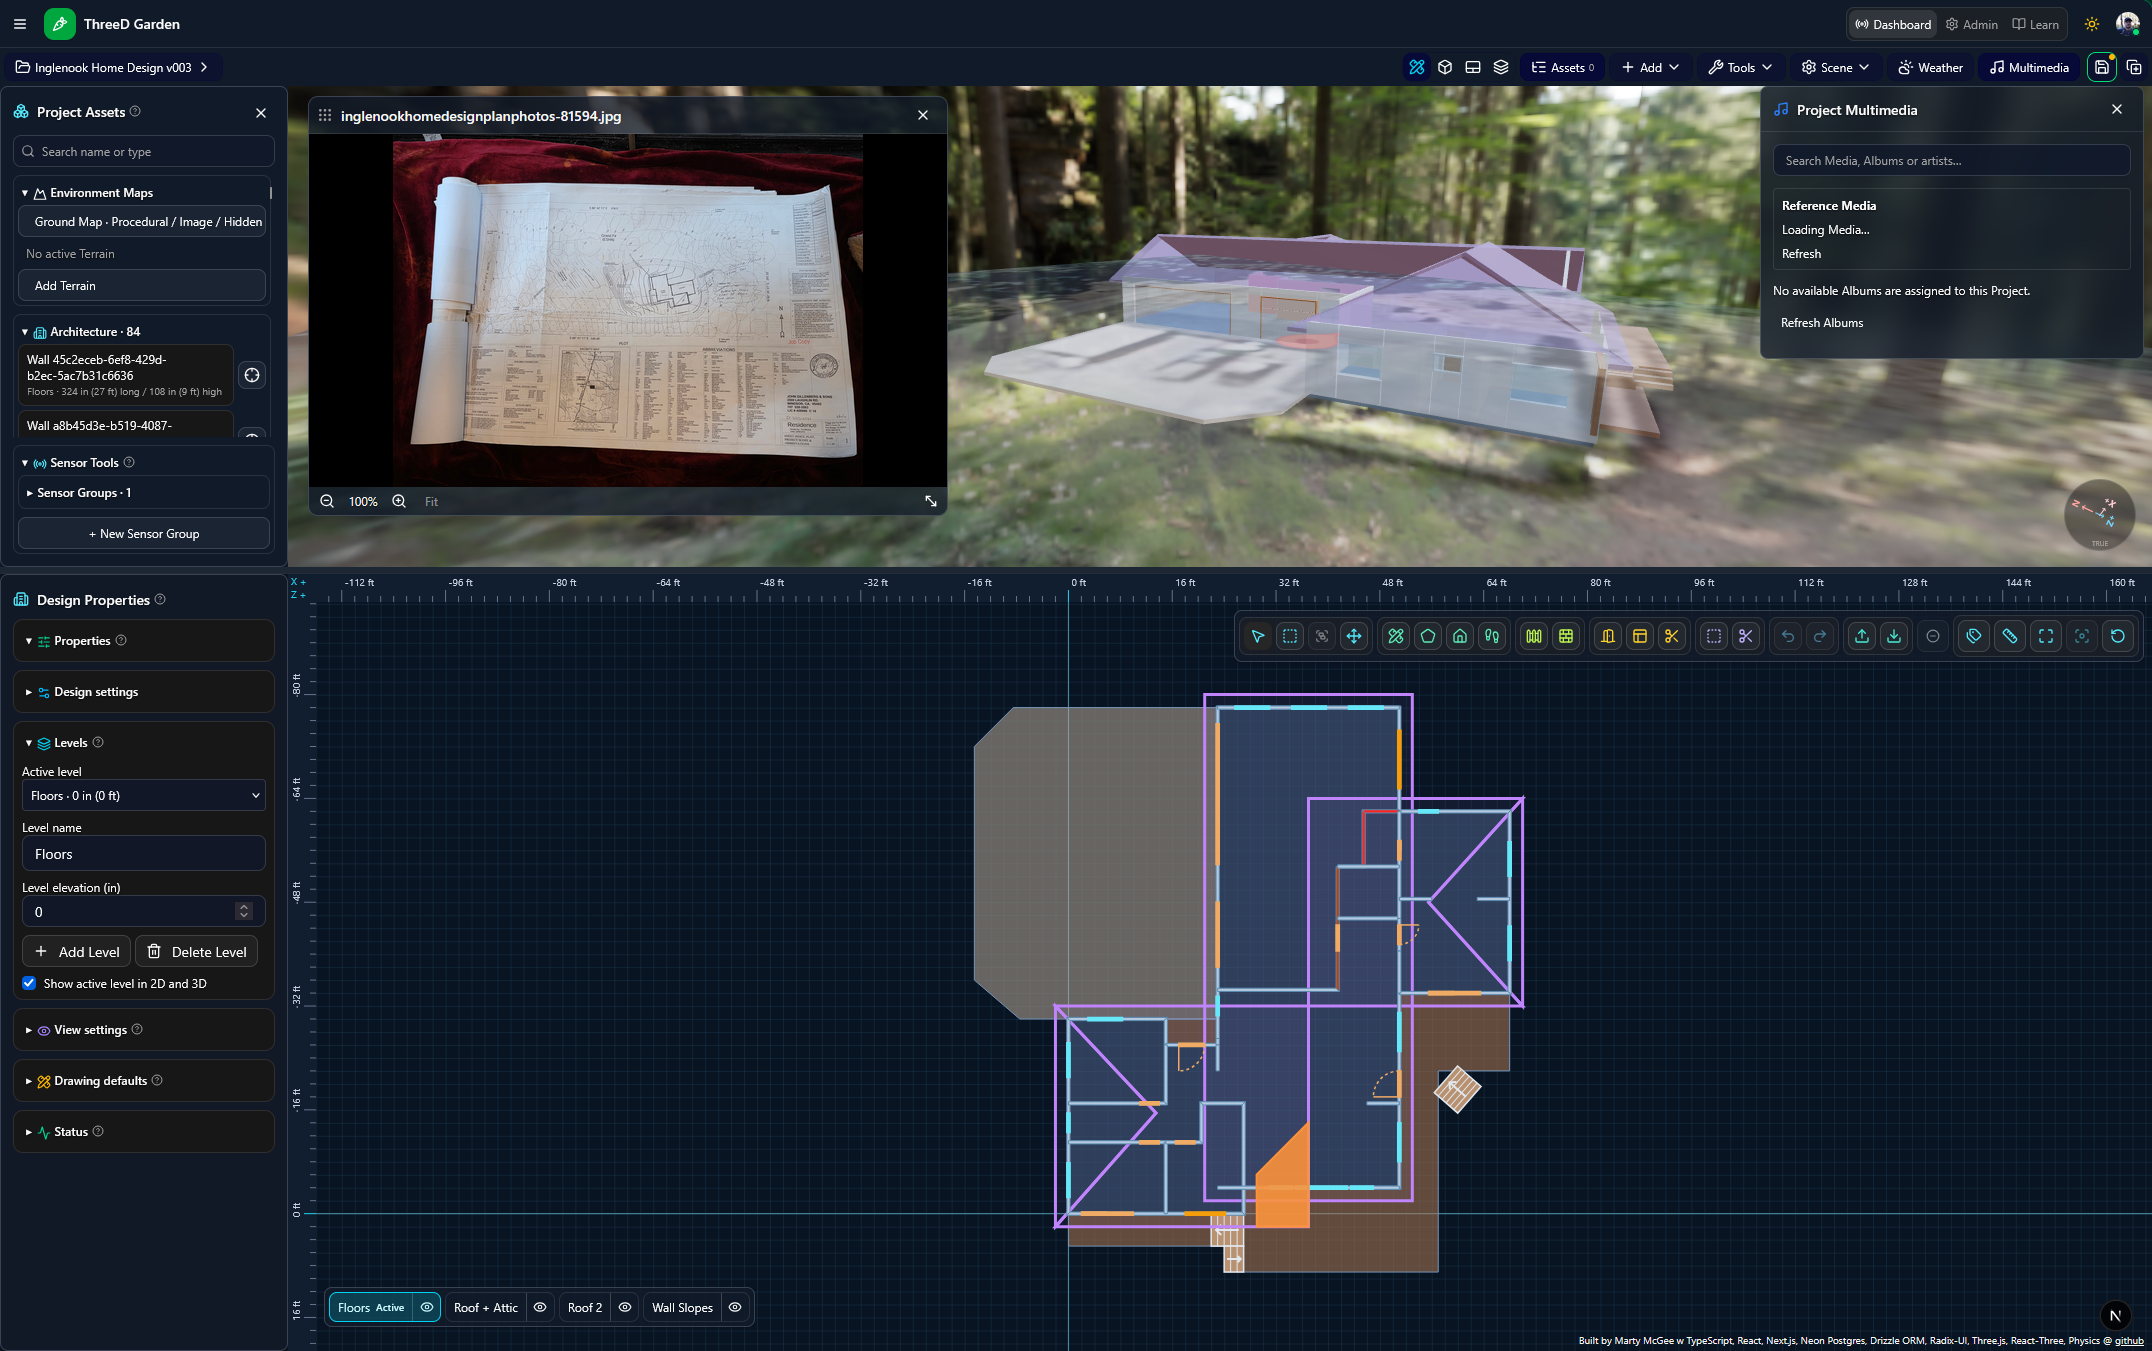 ThreeD Garden
Dashboard
Admin
Learn
Inglenook Home Design v003
Assets 0
Add
Tools
Scene
Weather
Multimedia
Project Assets
Search name or type
Environment Maps
Ground Map · Procedural / Image / Hidden
No active Terrain
Add Terrain
Architecture · 84
Wall 45c2eceb-6ef8-429d-
b2ec-5ac7b31c6636
Floors · 324 in (27 ft) long / 108 in (9 ft) high
Wall a8b45d3e-b519-4087-
Sensor Tools
Sensor Groups · 1
+ New Sensor Group
inglenookhomedesignplanphotos-81594.jpg
PLOT
ABBREVIATIONS
Residence
100%
Fit
Project Multimedia
Search Media, Albums or artists...
Reference Media
Loading Media...
Refresh
No available Albums are assigned to this Project.
Refresh Albums
TRUE
Design Properties
Properties
Design settings
Levels
Active level
Floors · 0 in (0 ft)
Level name
Floors
Level elevation (in)
0
Add Level
Delete Level
Show active level in 2D and 3D
View settings
Drawing defaults
Status
X +
Z +
-112 ft
-96 ft
-80 ft
-64 ft
-48 ft
-32 ft
-16 ft
0 ft
16 ft
32 ft
48 ft
64 ft
80 ft
96 ft
112 ft
128 ft
144 ft
160 ft
-80 ft
-64 ft
-48 ft
-32 ft
-16 ft
0 ft
16 ft
Floors Active
Roof + Attic
Roof 2
Wall Slopes
N
Built by Marty McGee w TypeScript, React, Next.js, Neon Postgres, Drizzle ORM, Radix-UI, Three.js, React-Three, Physics @ github